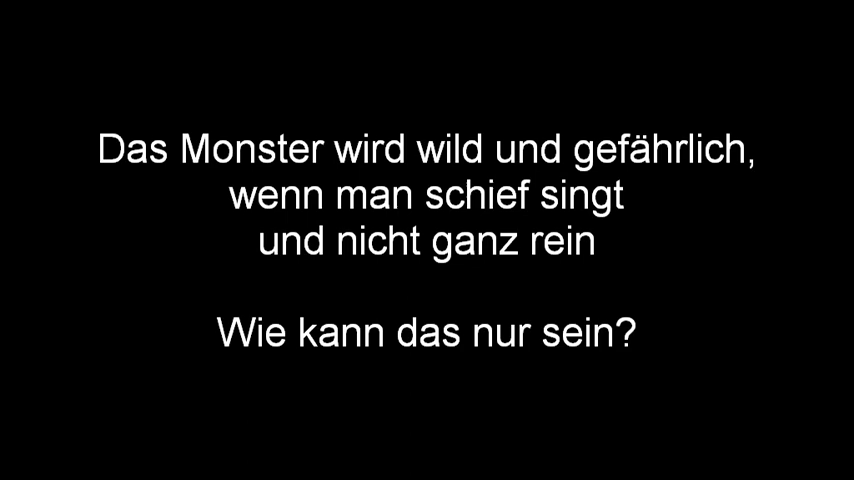 Das Monster wird wild und gefährlich,
wenn man schief singt
und nicht ganz rein
Wie kann das nur sein?